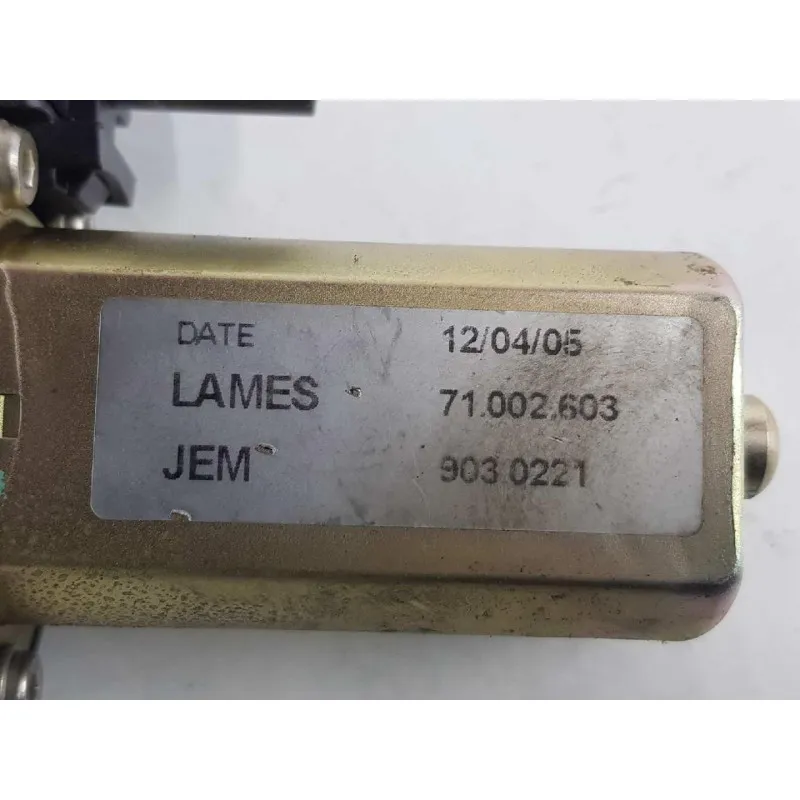 DATE 12/04/05
LAMES 71.002.603
JEM 903.0221